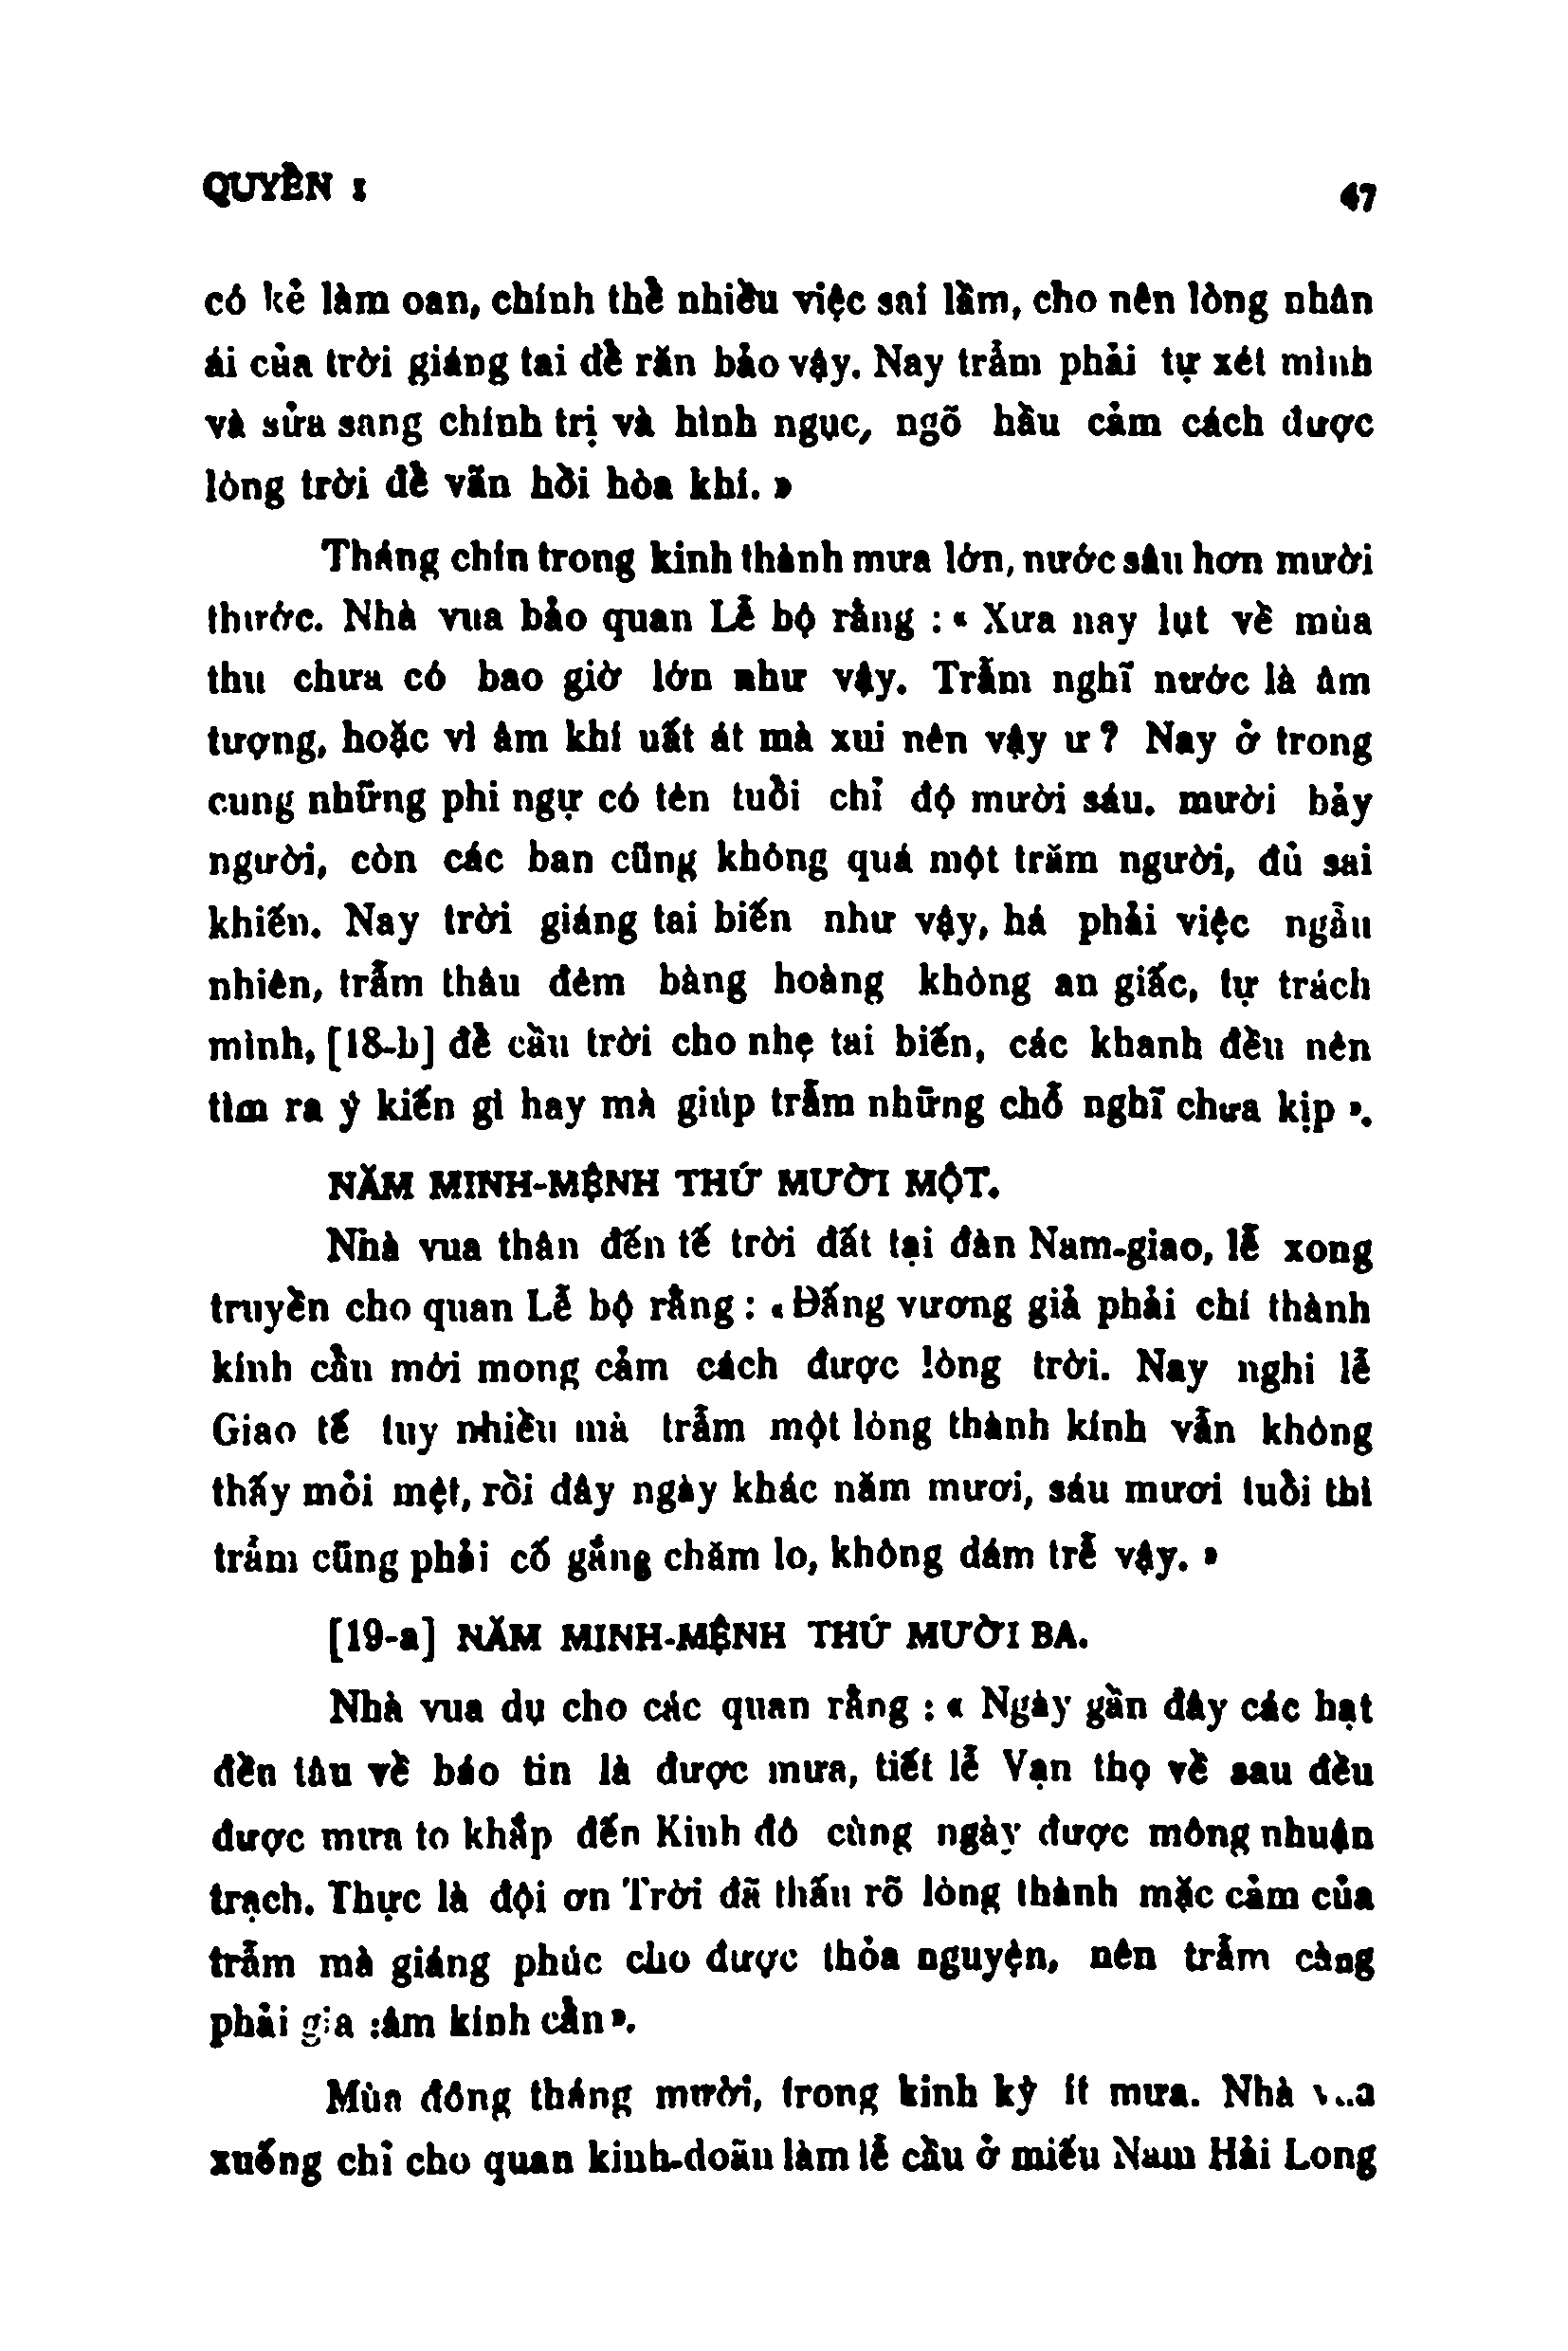 QUYỀN I
47
có kẻ làm oan, chính thể nhiều việc sai lầm, cho nên lòng nhân
ái của trời giáng tai để răn bảo vậy. Nay trẫm phải tự xét mình
và sửa sang chính trị và hình ngục, ngõ hầu cảm cách được
lòng trời để vãn hồi hòa khí. »
Tháng chín trong kinh thành mưa lớn, nước sâu hơn mười
thước. Nhà vua bảo quan Lễ bộ rằng : « Xưa nay lụt về mùa
thu chưa có bao giờ lớn như vậy. Trẫm nghĩ nước là âm
tượng, hoặc vì âm khí uất át mà xui nên vậy ư ? Nay ở trong
cung những phi ngự có tên tuổi chỉ độ mười sáu, mười bảy
người, còn các ban cũng không quá một trăm người, đủ sai
khiến. Nay trời giáng tai biến như vậy, há phải việc ngẫu
nhiên, trẫm thâu đêm bàng hoàng không an giấc, tự trách
mình, [18-b] để cầu trời cho nhẹ tai biến, các khanh đều nên
tìm ra ý kiến gì hay mà giúp trẫm những chỗ nghĩ chưa kịp ».
NĂM MINH-MỆNH THỨ MƯỜI MỘT.
Nhà vua thân đến tế trời đất tại đàn Nam-giao, lễ xong
truyền cho quan Lễ bộ rằng : « Đấng vương giả phải chí thành
kính cẩn mới mong cảm cách được lòng trời. Nay nghi lễ
Giao tế tuy nhiều mà trẫm một lòng thành kính vẫn không
thấy mỏi mệt, rồi đây ngày khác năm mươi, sáu mươi tuổi thì
trẫm cũng phải cố gắng chăm lo, không dám trễ vậy. »
[19-a] NĂM MINH-MỆNH THỨ MƯỜI BA.
Nhà vua dụ cho các quan rằng : « Ngày gần đây các hạt
đền tâu về báo tin là được mưa, tiết lễ Vạn thọ về sau đều
được mưa to khắp đến Kinh đô cùng ngày được mông nhuận
trạch. Thực là đội ơn Trời đã thấu rõ lòng thành mặc cảm của
trẫm mà giáng phúc cho được thỏa nguyện, nên trẫm càng
phải gia tâm kính cẩn ».
Mùa đông tháng mười, trong kinh kỳ ít mưa. Nhà vua
xuống chỉ cho quan kinh-doãn làm lễ cầu ở miếu Nam Hải Long